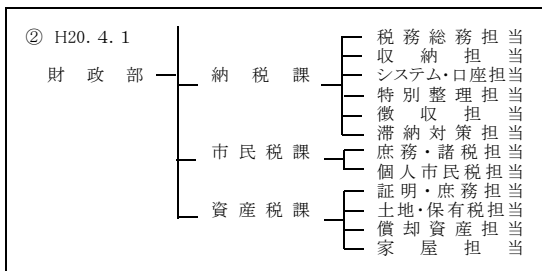 ② H20.4.1
税務総務担当
収納担当
財政部 納税課 システム・口座担当
特別整理担当
徴収担当
滞納対策担当
市民税課 庶務・諸税担当
個人市民税担当
証明・庶務担当
資産税課 土地・保有税担当
償却資産担当
家屋担当